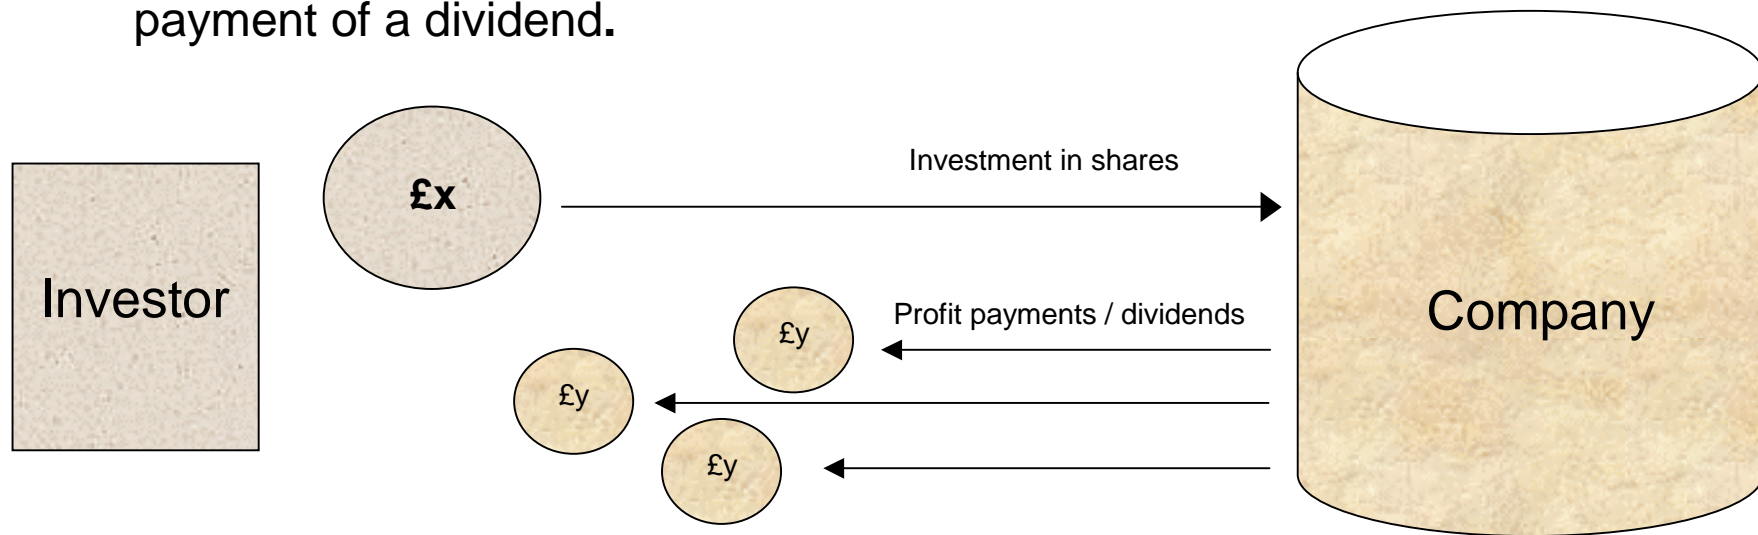 payment of a dividend.
£x
Investment in shares
Investor
Company
Profit payments / dividends
£y
£y
£y